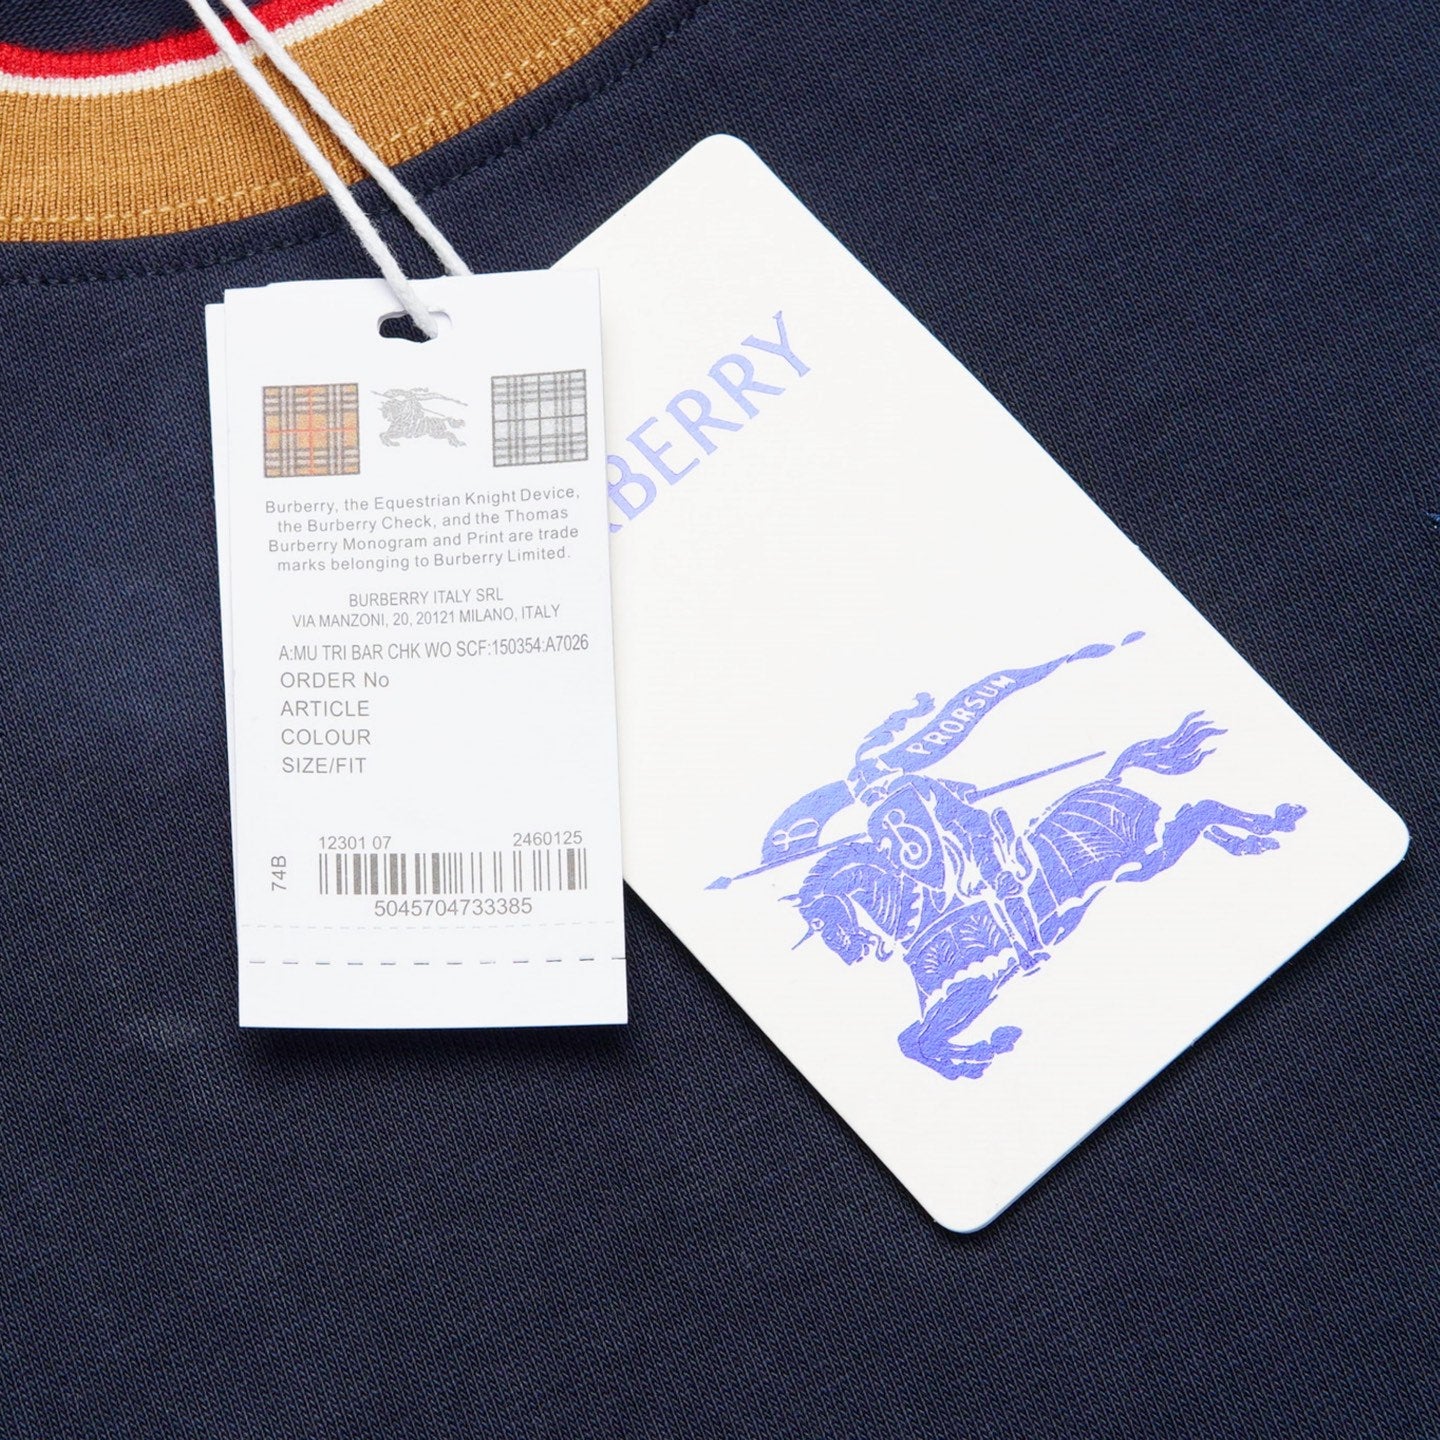 Burberry, the Equestrian Knight Device,
the Burberry Check, and the Thomas
Burberry Monogram and Print are trade
marks belonging to Burberry Limited.
BURBERRY ITALY SRL
VIA MANZONI, 20, 20121 MILANO, ITALY
A:MU TRI BAR CHK WO SCF:150354:A7026
ORDER No
ARTICLE
COLOUR
SIZE/FIT
12301 07 2460125
74B
5045704733385
BERRY
PRORSUM
B